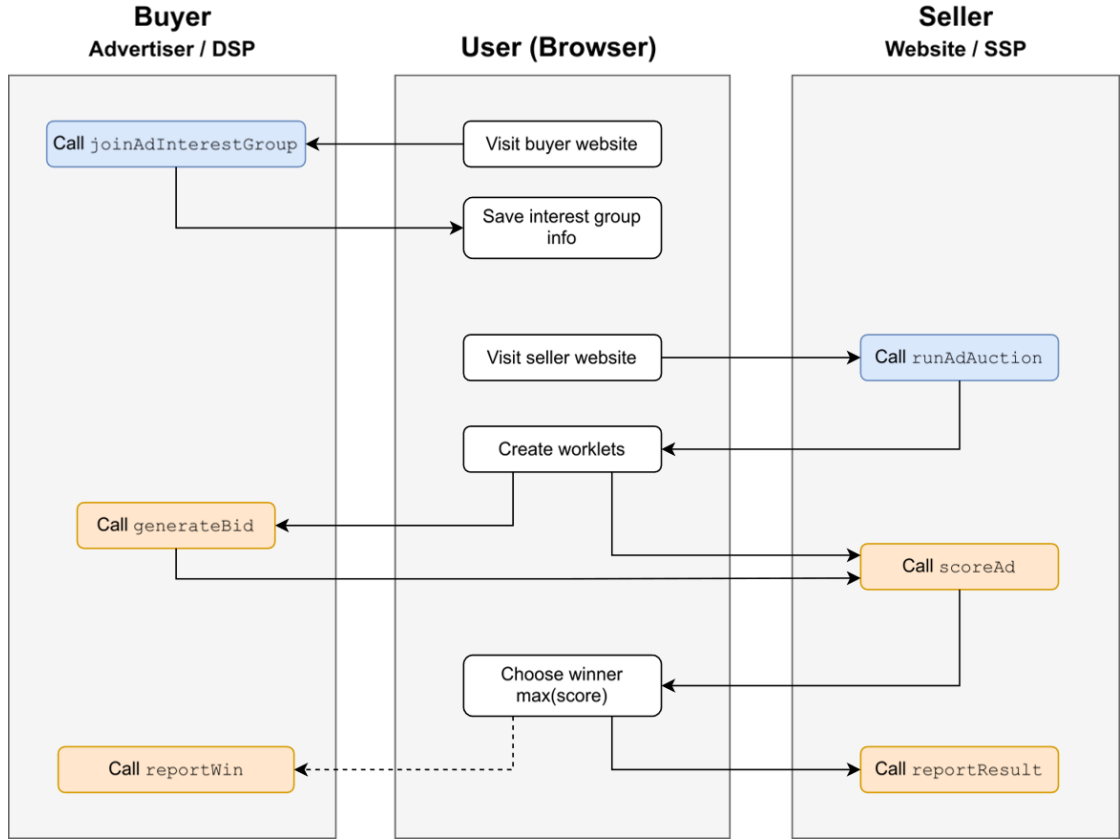 Buyer
Advertiser / DSP
User (Browser)
Seller
Website / SSP
Call joinAdInterestGroup
Visit buyer website
Save interest group
info
Visit seller website
Call runAdAuction
Create worklets
Call generateBid
Call scoreAd
Choose winner
max(score)
Call reportWin
Call reportResult